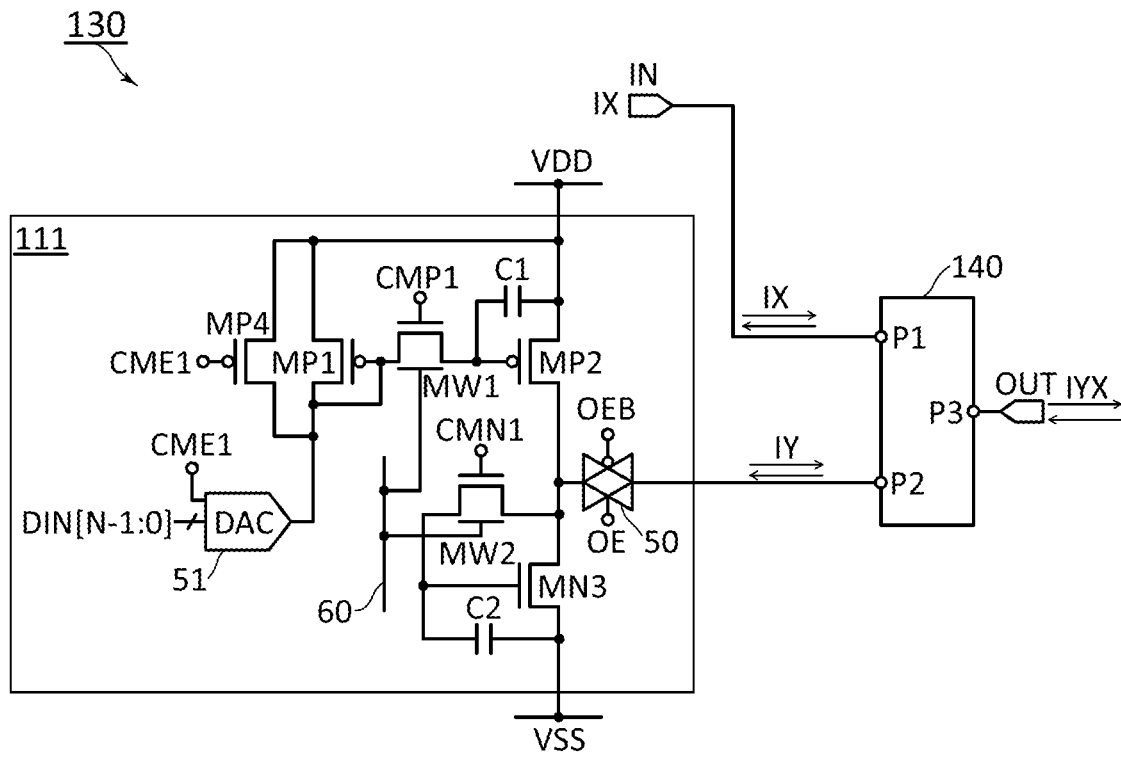 130
IN
IX
VDD
111
140
C1
CMP1
IX
MP4
P1
CME1
MP1
MP2
MW1
OUT
IYX
OEB
P3
CMN1
CME1
IY
P2
DIN[N-1:0]
DAC
OE
50
MW2
51
MN3
60
C2
VSS